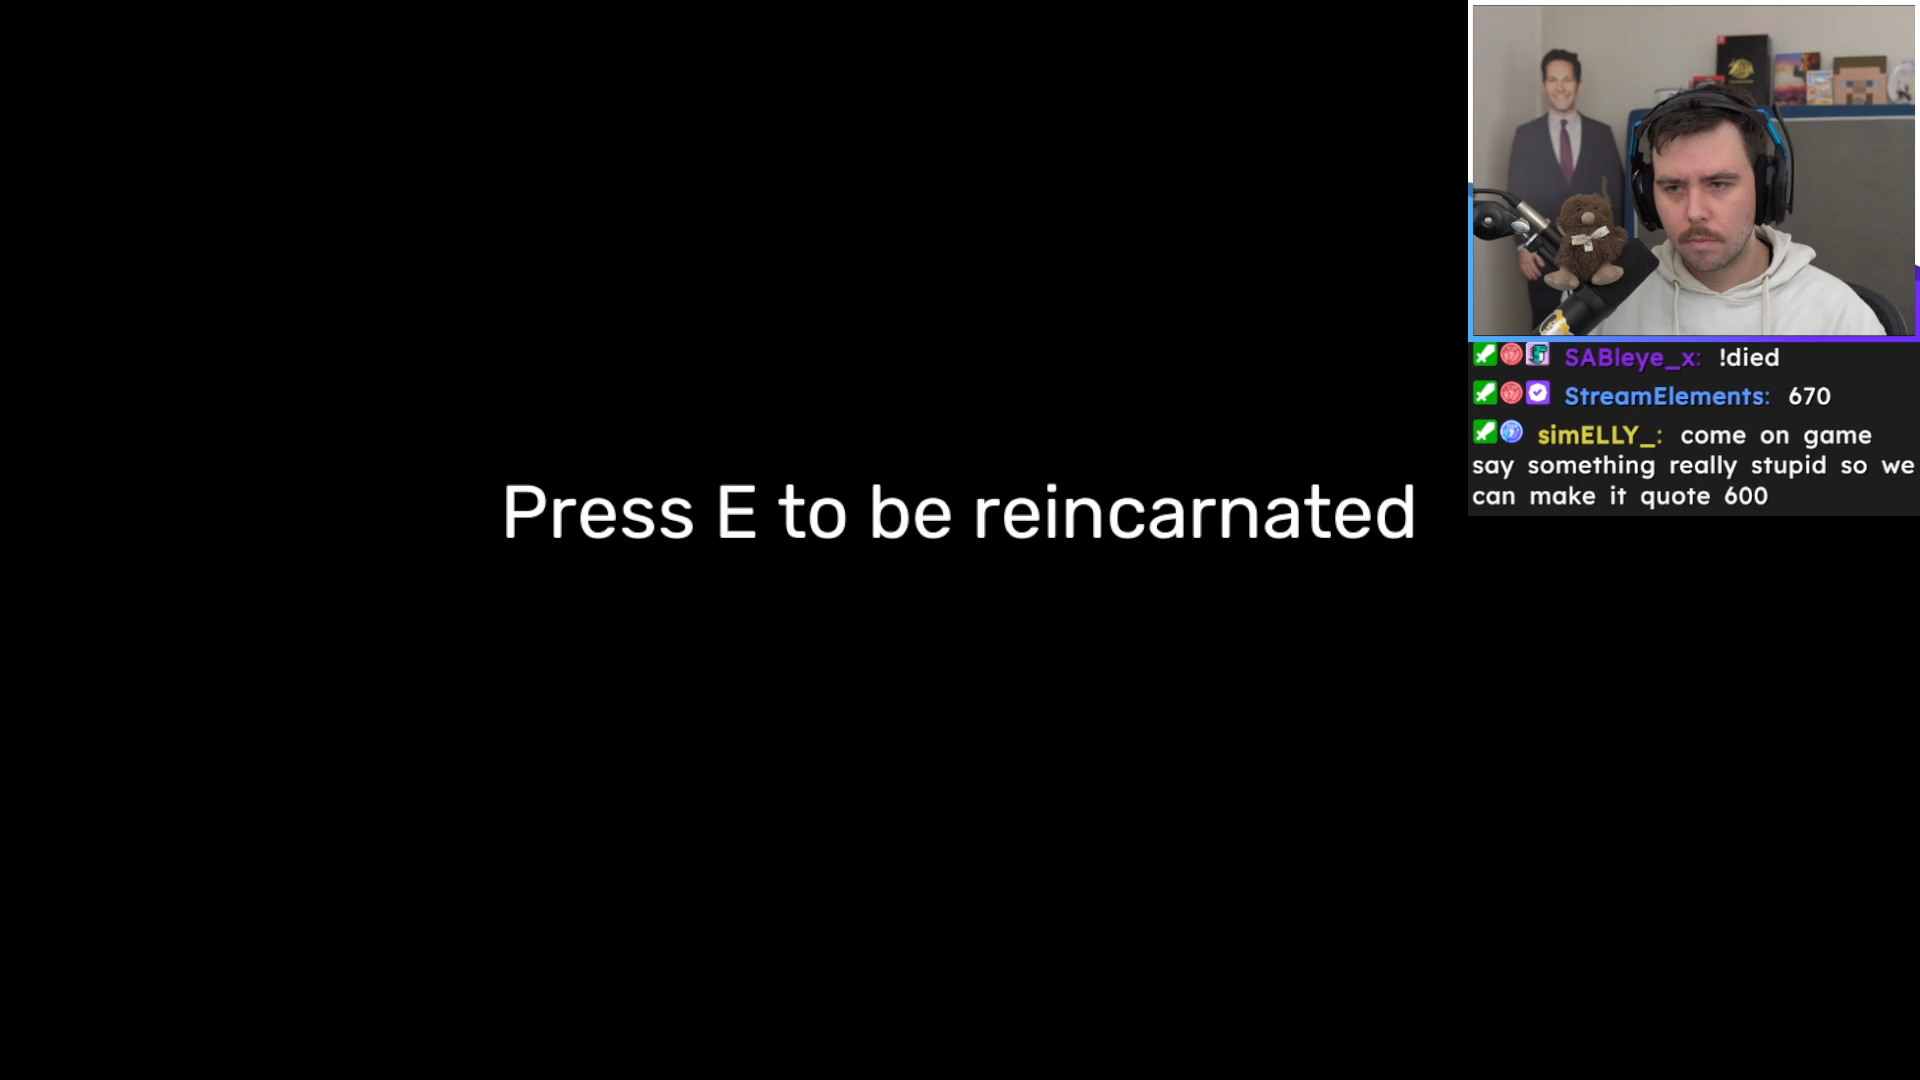 Press E to be reincarnated
SABleye_x: !died
StreamElements: 670
simELLY_: come on game
say something really stupid so we
can make it quote 600